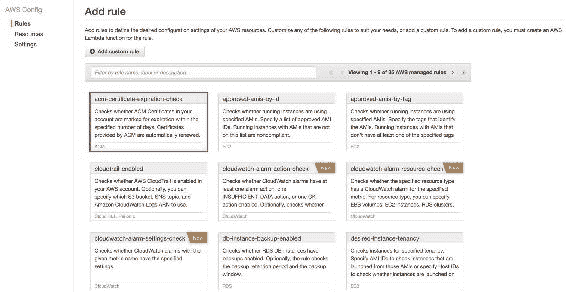 AWS Config
Rules
Resources
Settings
Add rule
Add rules to define the desired configuration settings of your AWS resources. Customize any of the following rules to suit your needs, or add a custom rule. To add a custom rule, you must create an AWS
Lambda function for the rule.
Add custom rule
Filter by rule name, label or description
Viewing 1 - 9 of 35 AWS managed rules
acm-certificate-expiration-check
Checks whether ACM Certificates in your
account are marked for expiration within the
specified number of days. Certificates
provided by ACM are automatically renewed.
ACM
approved-amis-by-id
Checks whether running instances are using
specified AMIs. Specify a list of approved AMI
IDs. Running instances with AMIs that are not
on this list are noncompliant.
EC2
approved-amis-by-tag
Checks whether running instances are using
specified AMIs. Specify the tags that identify
the AMIs. Running instances with AMIs that
don't have at least one of the specified tags
EC2
cloudtrail-enabled
Checks whether AWS CloudTrail is enabled in
your AWS account. Optionally, you can
specify which S3 bucket, SNS topic, and
Amazon CloudWatch Logs ARN to use.
cloudwatch-alarm-action-check
New
Checks whether CloudWatch alarms have at
least one alarm action, one
INSUFFICIENT_DATA action, or one OK
action enabled. Optionally, checks whether
CloudWatch
cloudwatch-alarm-resource-check
New
Checks whether the specified resource type
has a CloudWatch alarm for the specified
metric. For resource type, you can specify
EBS volumes, EC2 instances, RDS clusters,
CloudWatch
cloudwatch-alarm-settings-check
New
Checks whether CloudWatch alarms with the
given metric name have the specified
settings.
CloudWatch
db-instance-backup-enabled
Checks whether RDS DB instances have
backups enabled. Optionally, the rule checks
the backup retention period and the backup
window.
RDS
desired-instance-tenancy
Checks instances for specified tenancy.
Specify AMI IDs to check instances that are
launched from those AMIs or specify Host IDs
to check whether instances are launched on
EC2